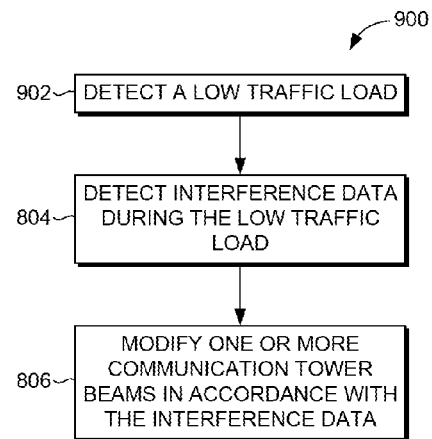 900
902
DETECT A LOW TRAFFIC LOAD
804
DETECT INTERFERENCE DATA
DURING THE LOW TRAFFIC
LOAD
806
MODIFY ONE OR MORE
COMMUNICATION TOWER
BEAMS IN ACCORDANCE WITH
THE INTERFERENCE DATA